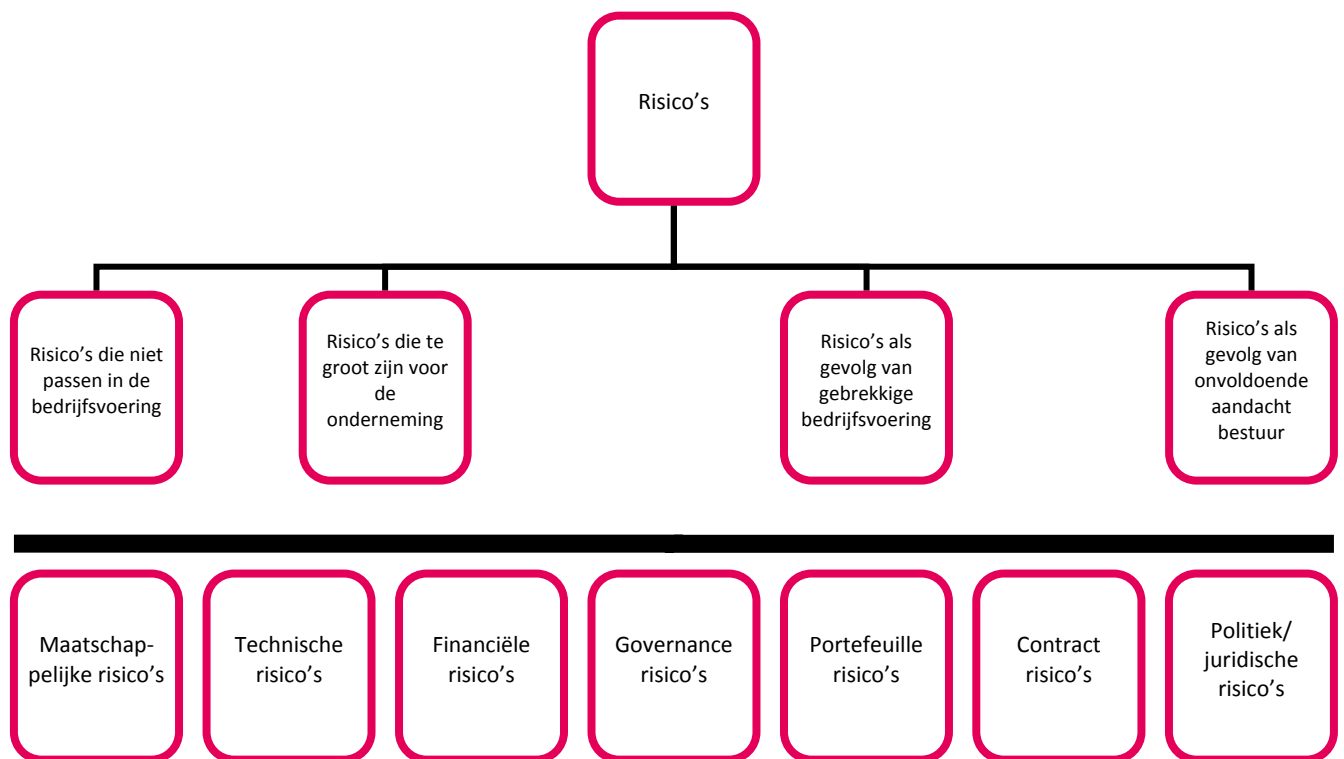 Risico’s
Risico’s die niet
passen in de
bedrijfsvoering
Risico’s die te
groot zijn voor
de
onderneming
Risico’s als
gevolg van
gebrekkige
bedrijfsvoering
Risico’s als
gevolg van
onvoldoende
aandacht
bestuur
Maatschap-
pelijke risico’s
Technische
risico’s
Financiële
risico’s
Governance
risico’s
Portefeuille
risico’s
Contract
risico’s
Politiek/
juridische
risico’s